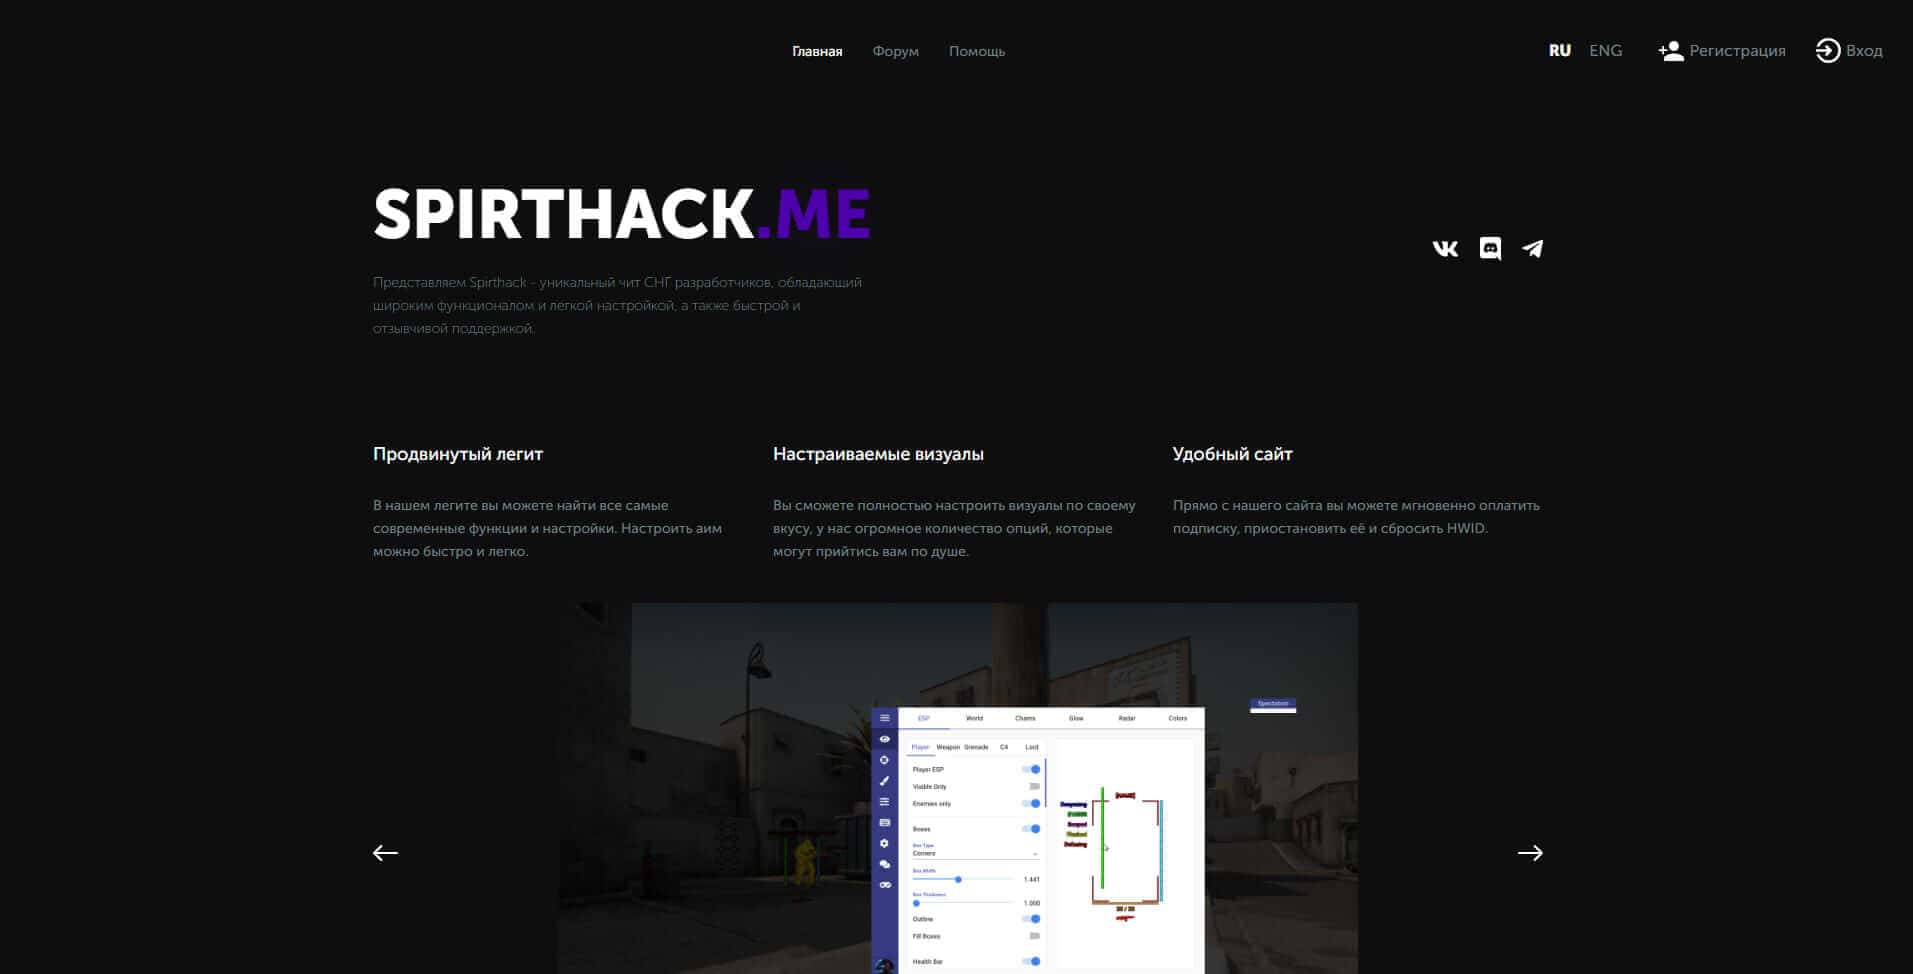 Главная Форум Помощь
RU ENG Регистрация Вход
SPIRTHACK.ME
Представляем Spirthack - уникальный чит СНГ разработчиков, обладающий
широким функционалом и легкой настройкой, а также быстрой и
отзывчивой поддержкой.
Продвинутый легит
В нашем легите вы можете найти все самые
современные функции и настройки. Настроить аим
можно быстро и легко.
Настраиваемые визуалы
Вы сможете полностью настроить визуалы по своему
вкусу, у нас огромное количество опций, которые
могут прийтись вам по душе.
Удобный сайт
Прямо с нашего сайта вы можете мгновенно оплатить
подписку, приостановить её и сбросить HWID.
Spectators
ESP World Chams Glow Radar Colors
Player Weapon Grenade C4 Loot
Player ESP
Visible Only
Enemies only
Boxes
Box Type
Corners
Box Width
1.441
Box Thickness
1.000
Outline
Fill Boxes
Health Bar
Scoped
Flashed
Defusing